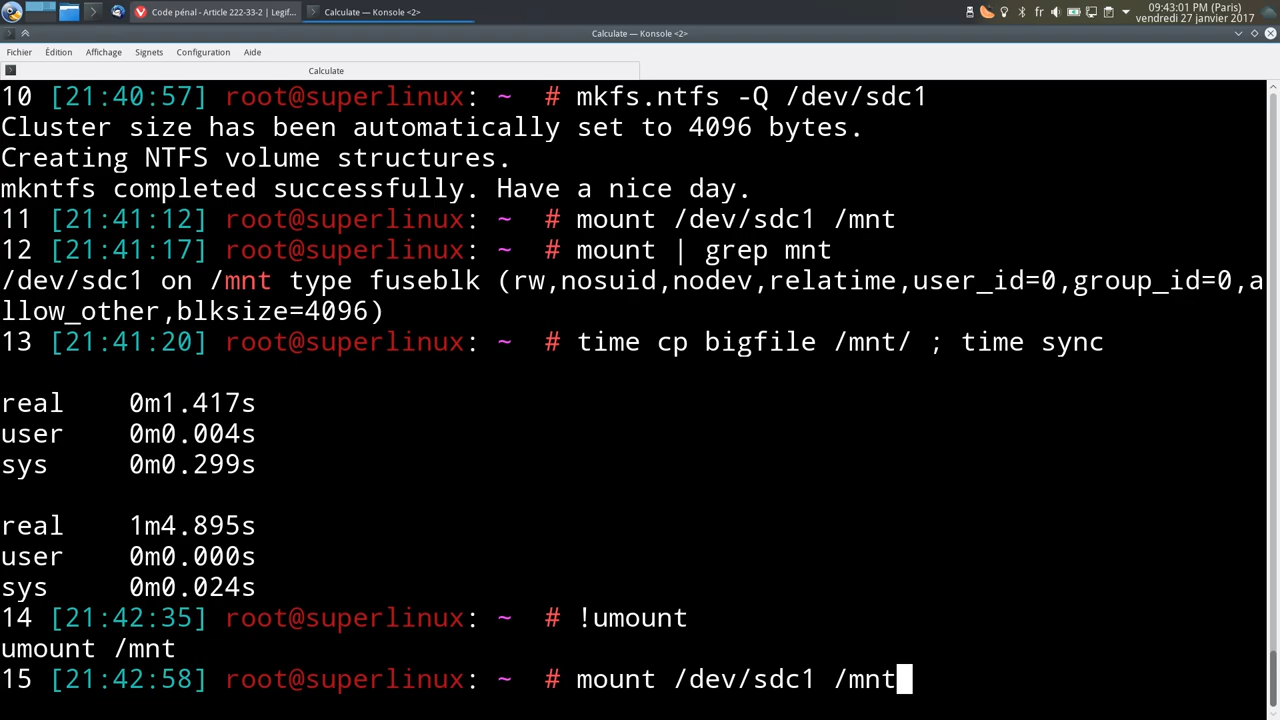 Code pénal - Article 222-33-2 | Legif...
Calculate — Konsole <2>
fr
09:43:01 PM (Paris)
vendredi 27 janvier 2017
Calculate — Konsole <2>
Fichier Édition Affichage Signets Configuration Aide
Calculate
10 [21:40:57] root@superlinux: ~ # mkfs.ntfs -Q /dev/sdc1
Cluster size has been automatically set to 4096 bytes.
Creating NTFS volume structures.
mkntfs completed successfully. Have a nice day.
11 [21:41:12] root@superlinux: ~ # mount /dev/sdc1 /mnt
12 [21:41:17] root@superlinux: ~ # mount | grep mnt
/dev/sdc1 on /mnt type fuseblk (rw,nosuid,nodev,relatime,user_id=0,group_id=0,a
llow_other,blksize=4096)
13 [21:41:20] root@superlinux: ~ # time cp bigfile /mnt/ ; time sync
real 0m1.417s
user 0m0.004s
sys 0m0.299s
real 1m4.895s
user 0m0.000s
sys 0m0.024s
14 [21:42:35] root@superlinux: ~ # !umount
umount /mnt
15 [21:42:58] root@superlinux: ~ # mount /dev/sdc1 /mnt